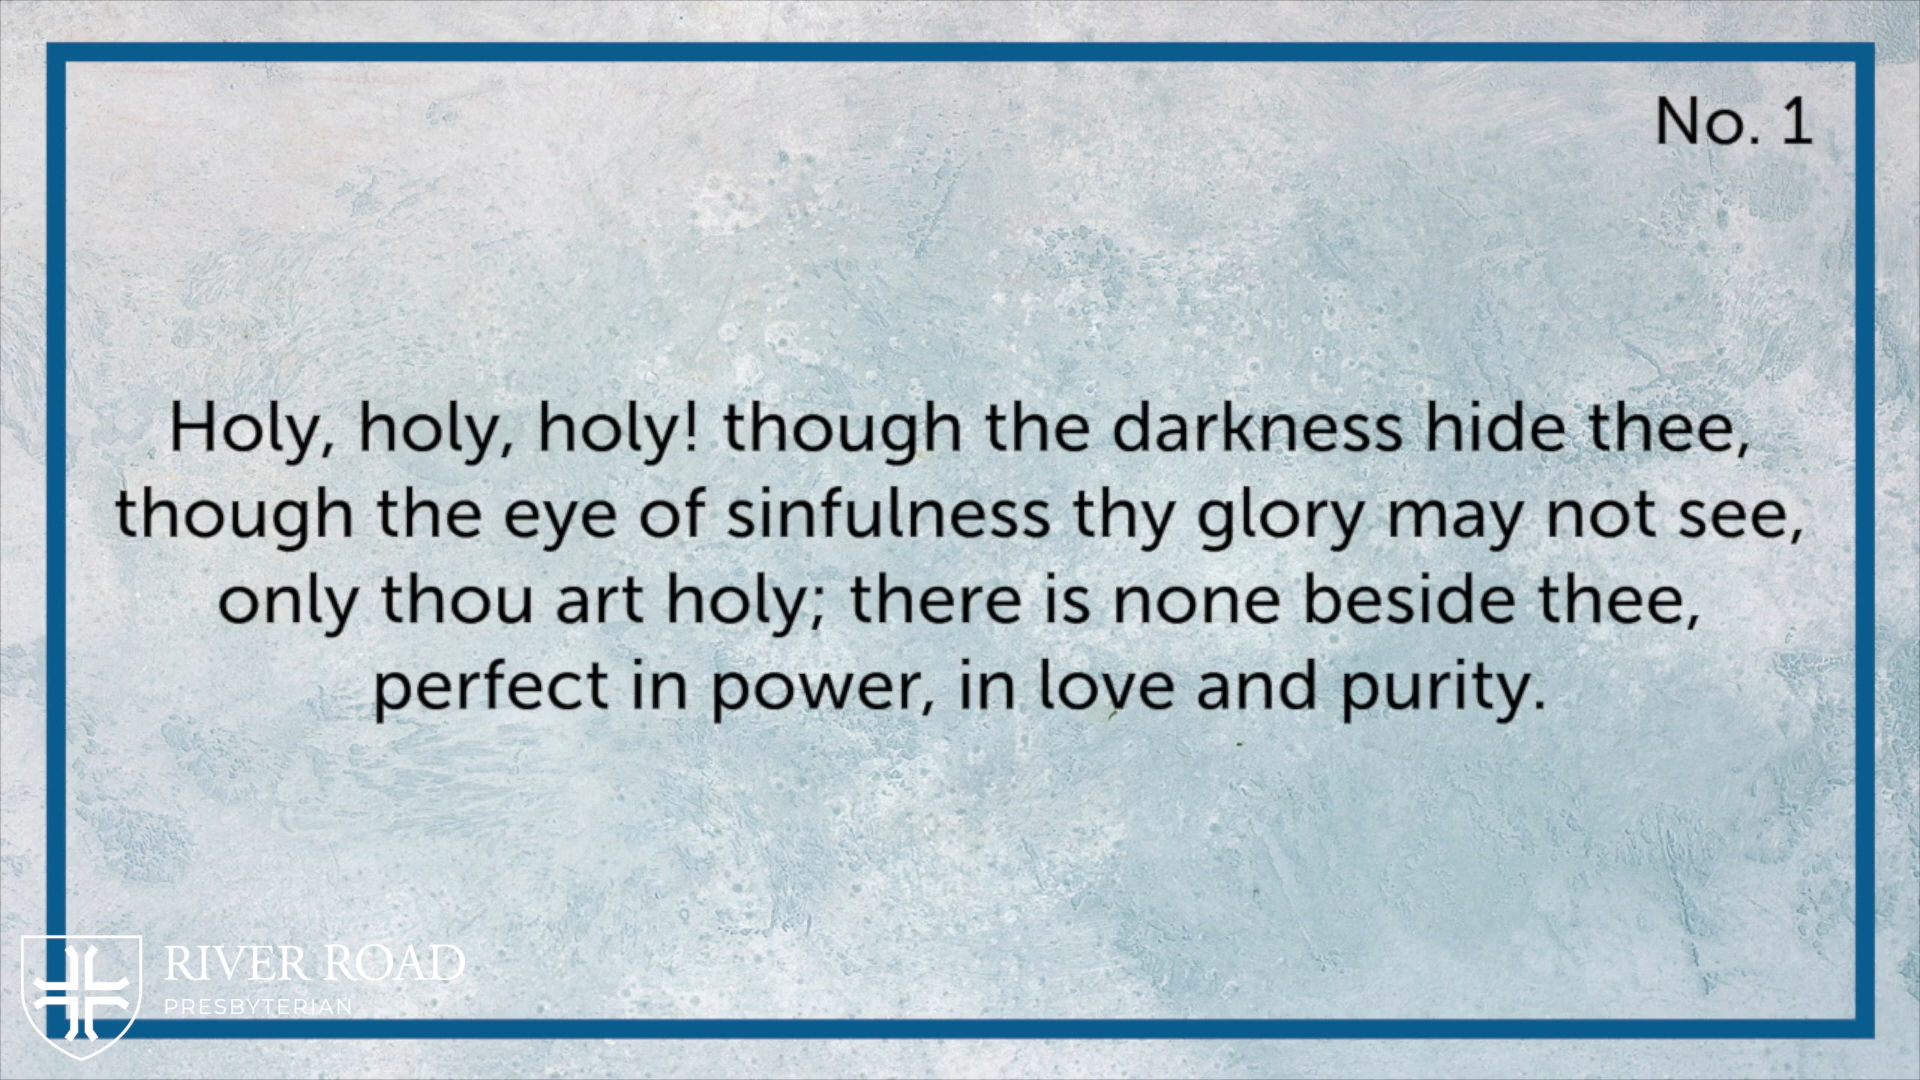 No. 1
Holy, holy, holy! though the darkness hide thee,
though the eye of sinfulness thy glory may not see,
only thou art holy; there is none beside thee,
perfect in power, in love and purity.
RIVER ROAD
PRESBYTERIAN